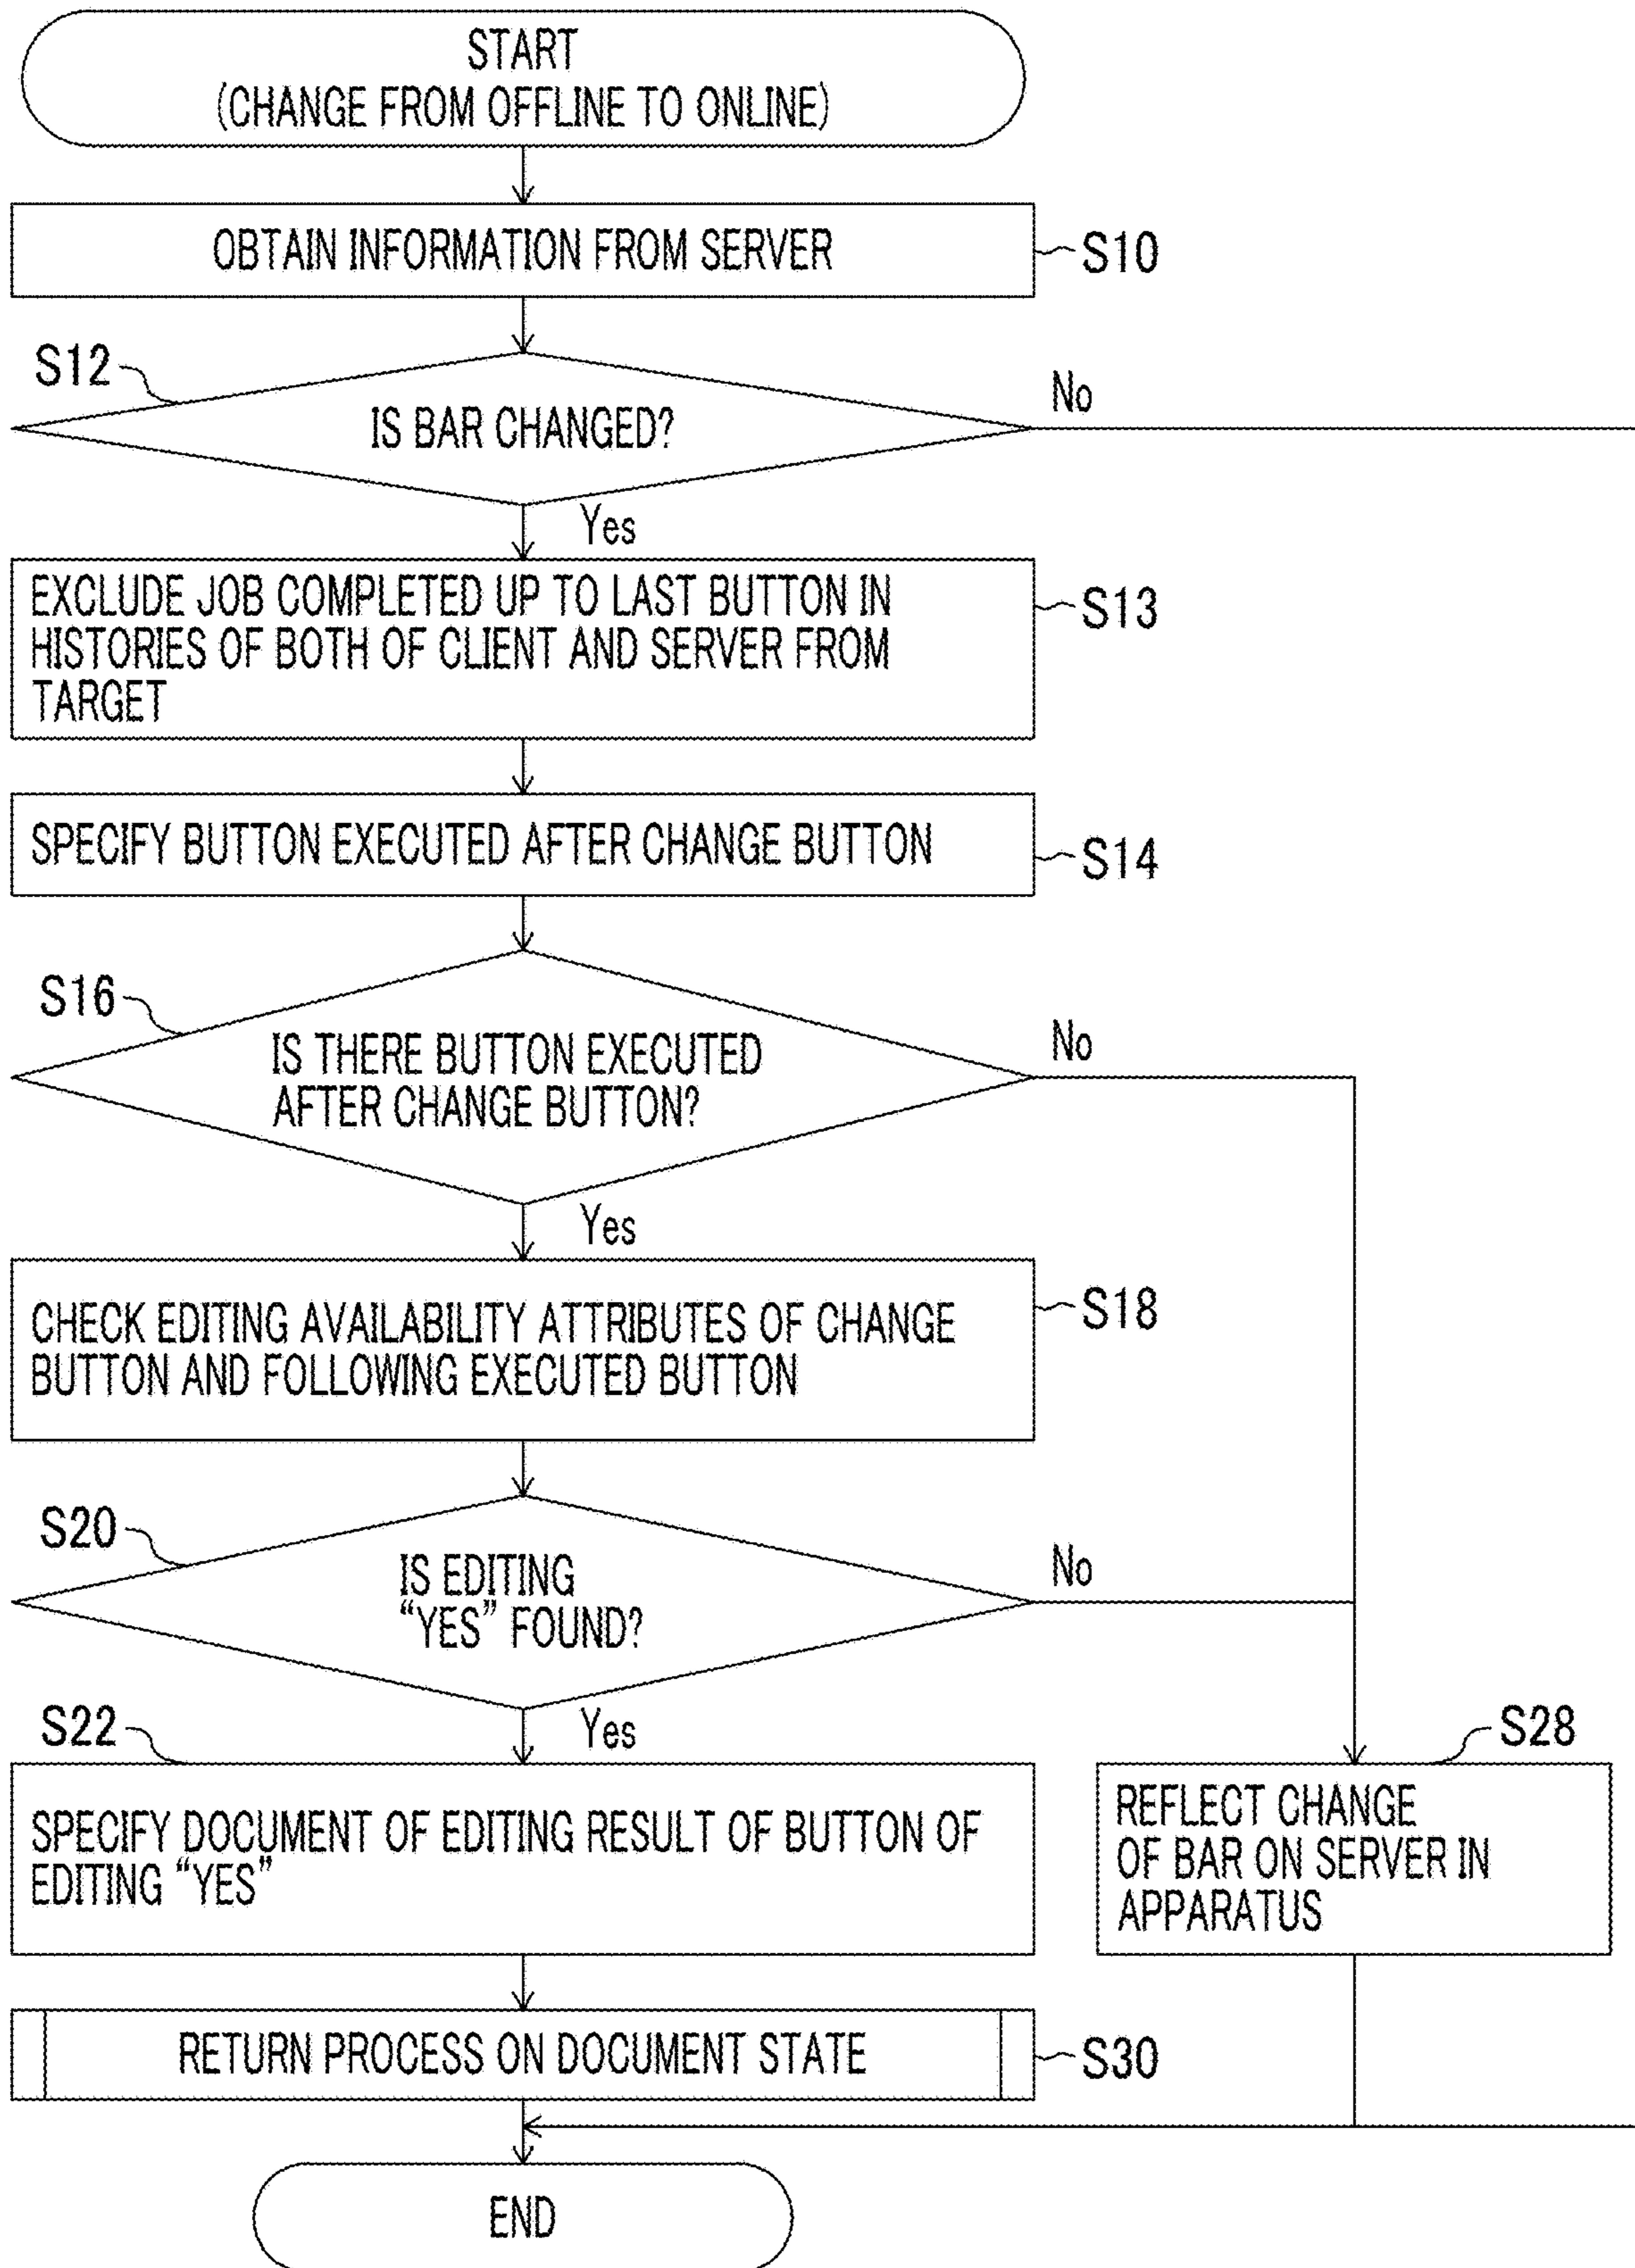 START
(CHANGE FROM OFFLINE TO ONLINE)
OBTAIN INFORMATION FROM SERVER
S10
S12
IS BAR CHANGED?
No
Yes
EXCLUDE JOB COMPLETED UP TO LAST BUTTON IN
HISTORIES OF BOTH OF CLIENT AND SERVER FROM
TARGET
S13
SPECIFY BUTTON EXECUTED AFTER CHANGE BUTTON
S14
S16
IS THERE BUTTON EXECUTED
AFTER CHANGE BUTTON?
No
Yes
CHECK EDITING AVAILABILITY ATTRIBUTES OF CHANGE
BUTTON AND FOLLOWING EXECUTED BUTTON
S18
S20
IS EDITING
“YES” FOUND?
No
Yes
S22
SPECIFY DOCUMENT OF EDITING RESULT OF BUTTON OF
EDITING “YES”
S28
REFLECT CHANGE
OF BAR ON SERVER IN
APPARATUS
RETURN PROCESS ON DOCUMENT STATE
S30
END